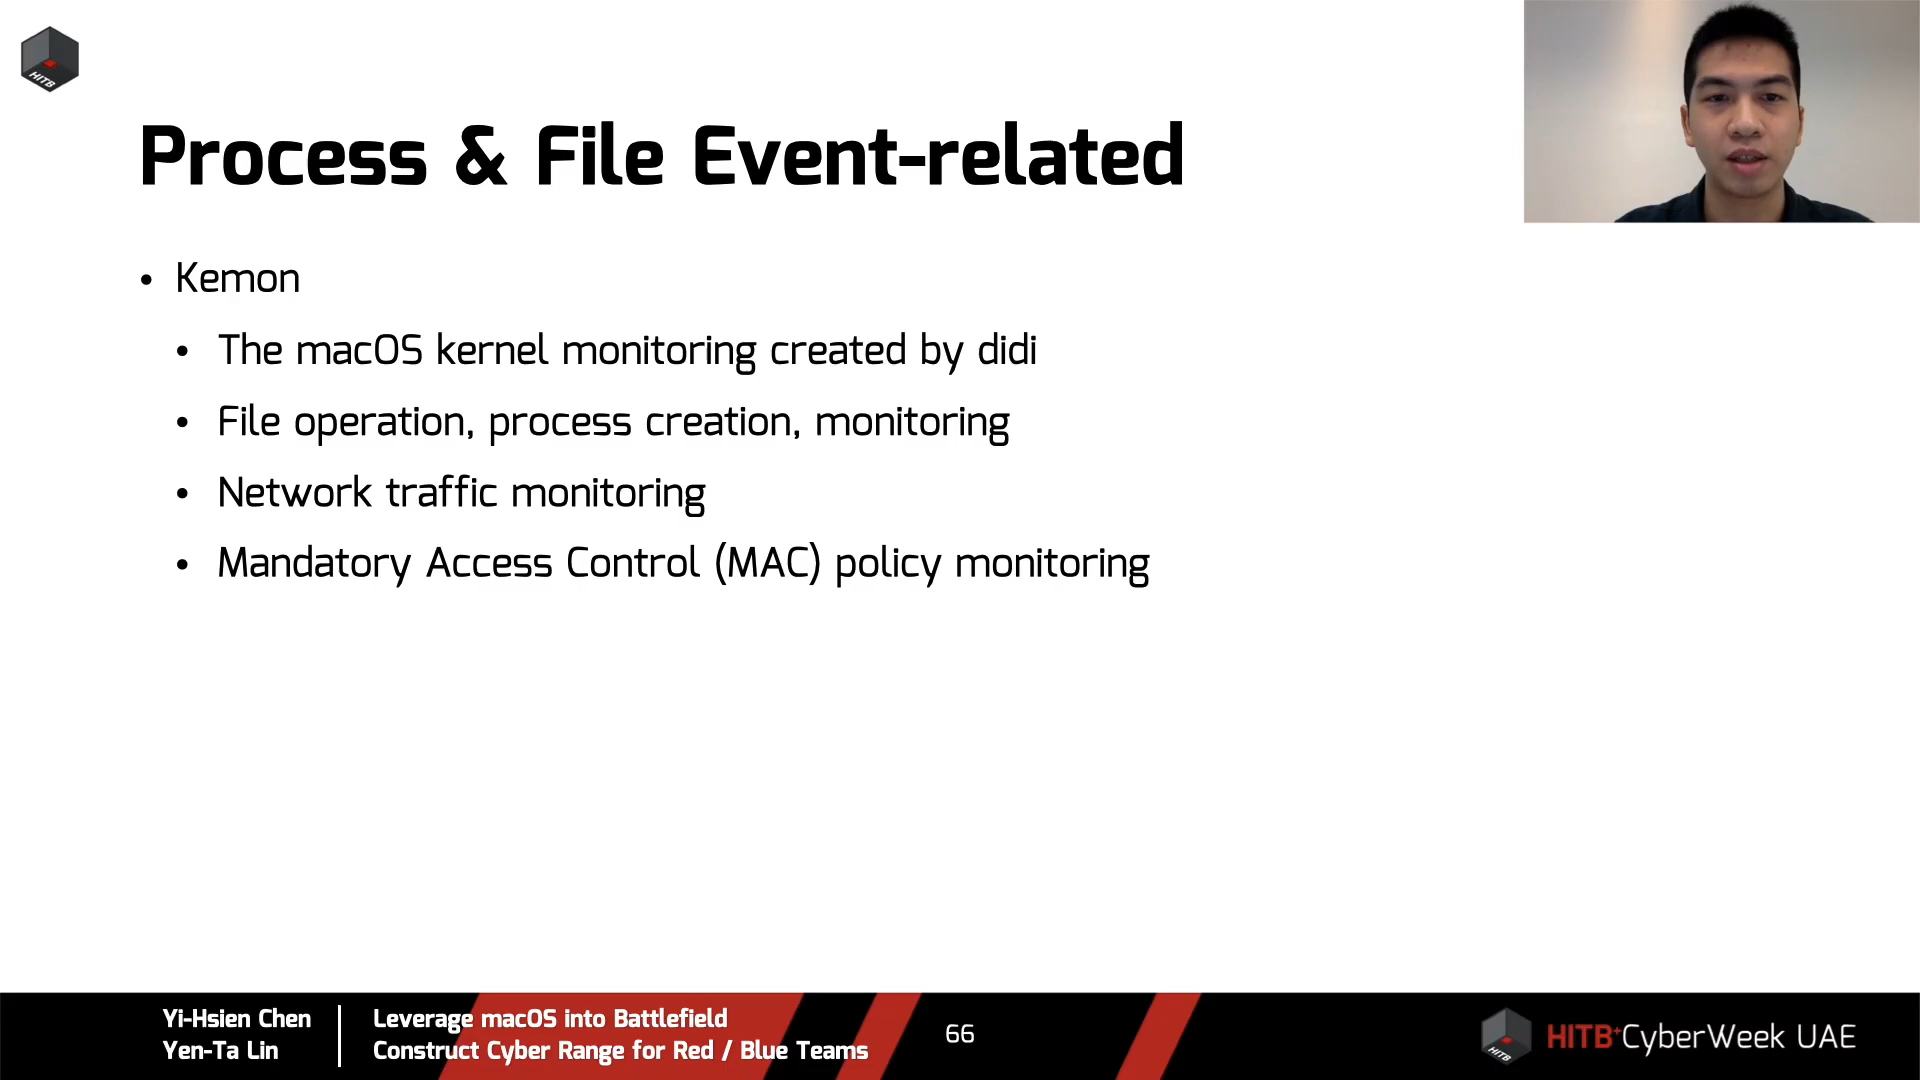 HITB
Process & File Event-related
• Kemon
• The macOS kernel monitoring created by didi
• File operation, process creation, monitoring
• Network traffic monitoring
• Mandatory Access Control (MAC) policy monitoring
Yi-Hsien Chen
Yen-Ta Lin
Leverage macOS into Battlefield
Construct Cyber Range for Red / Blue Teams
66
HITB
HITB+CyberWeek UAE